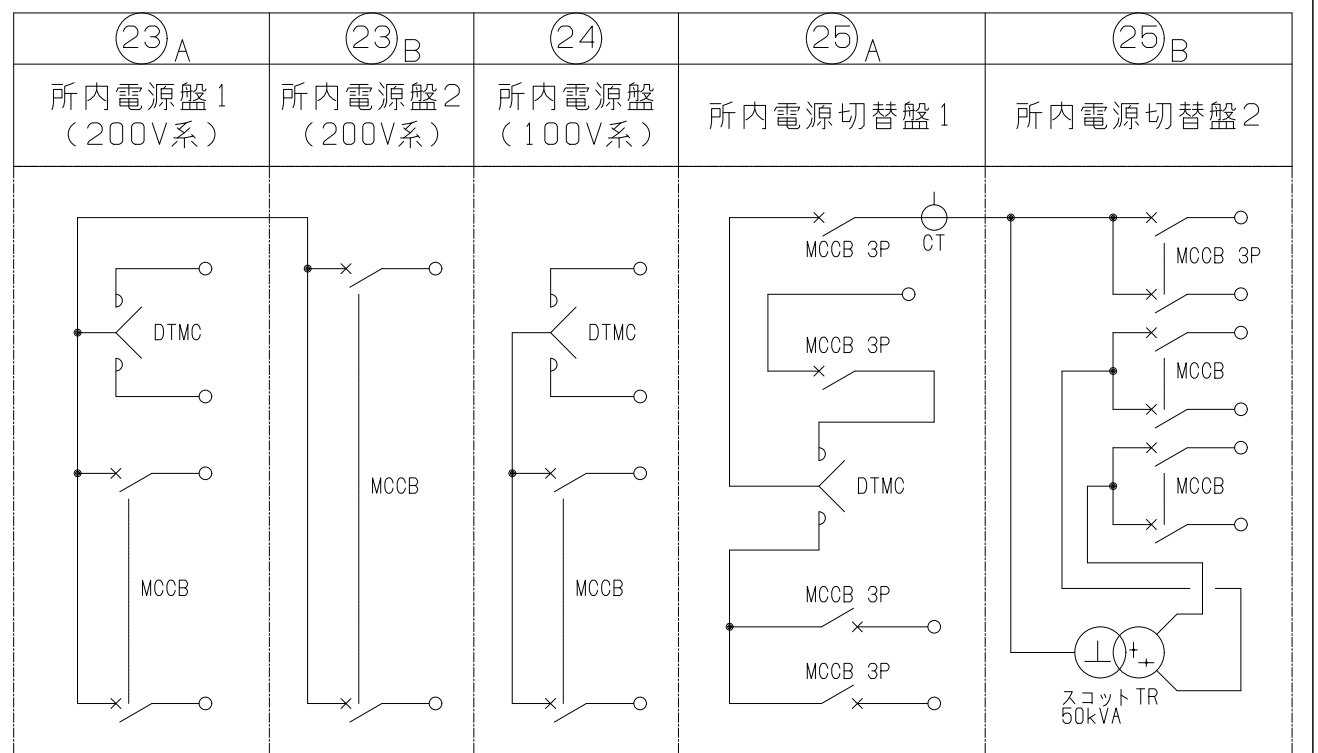 23A
23B
24
25A
25B
所内電源盤1
(200V系)
所内電源盤2
(200V系)
所内電源盤
(100V系)
所内電源切替盤1
所内電源切替盤2
DTMC
MCCB
MCCB
DTMC
MCCB
MCCB 3P
CT
MCCB 3P
DTMC
MCCB 3P
MCCB 3P
MCCB 3P
MCCB
MCCB
スコットTR
50kVA